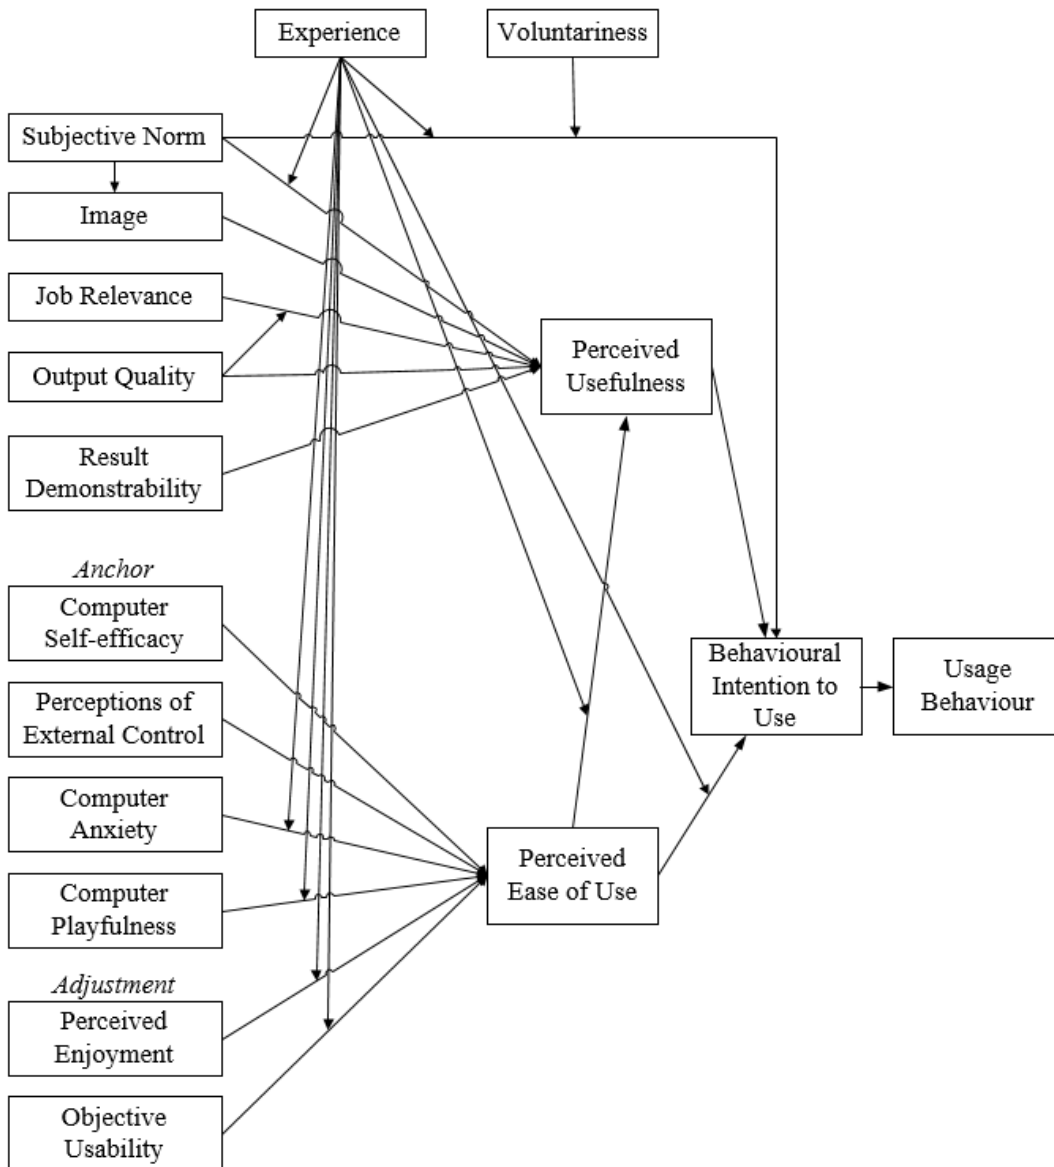 Experience
Voluntariness
Subjective Norm
Image
Job Relevance
Output Quality
Result
Demonstrability
Anchor
Computer
Self-efficacy
Perceptions of
External Control
Computer
Anxiety
Computer
Playfulness
Adjustment
Perceived
Enjoyment
Objective
Usability
Perceived
Usefulness
Perceived
Ease of Use
Behavioural
Intention to
Use
Usage
Behaviour